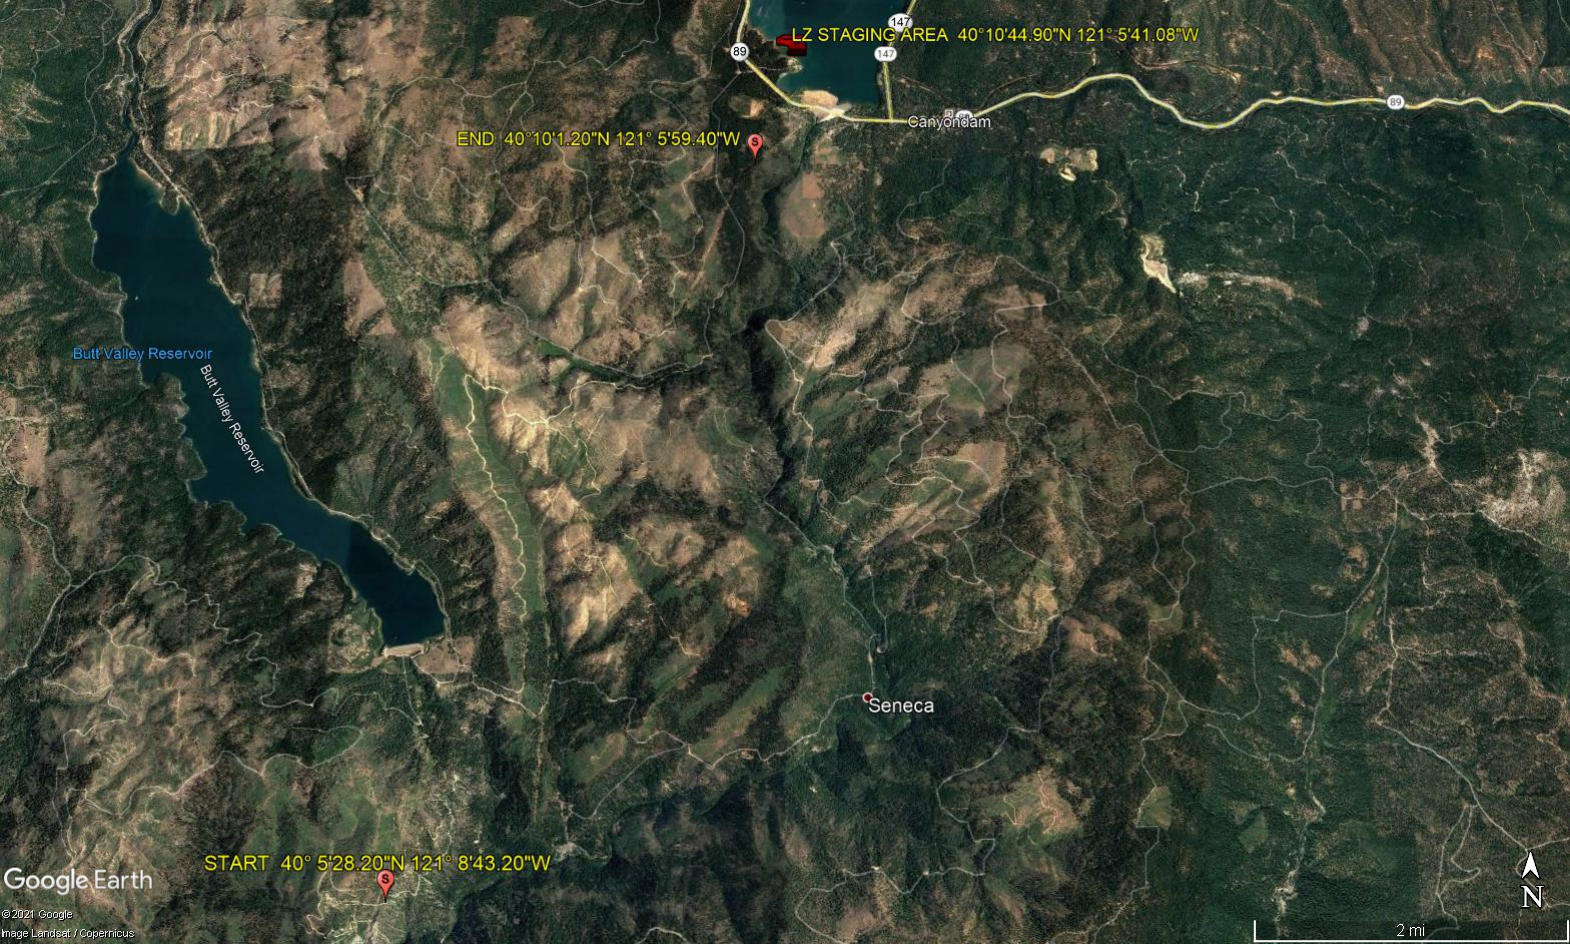 147
LZ STAGING AREA  40°10'44.90"N 121° 5'41.08"W
89
147
89
Canyondam
END  40°10'1.20"N 121° 5'59.40"W
S
Butt Valley Reservoir
Butt Valley Reservoir
Seneca
START  40° 5'28.20"N 121° 8'43.20"W
S
Google Earth
©2021 Google
Image Landsat / Copernicus
N
2 mi